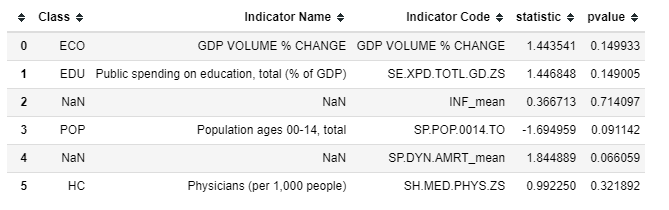 Class Indicator Name Indicator Code statistic pvalue
0 ECO GDP VOLUME % CHANGE GDP VOLUME % CHANGE 1.443541 0.149933
1 EDU Public spending on education, total (% of GDP) SE.XPD.TOTL.GD.ZS 1.446848 0.149005
2 NaN NaN INF_mean 0.366713 0.714097
3 POP Population ages 00-14, total SP.POP.0014.TO -1.694959 0.091142
4 NaN NaN SP.DYN.AMRT_mean 1.844889 0.066059
5 HC Physicians (per 1,000 people) SH.MED.PHYS.ZS 0.992250 0.321892